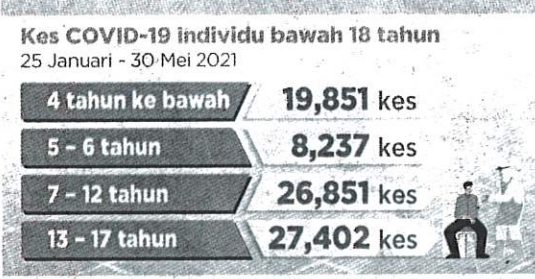 Kes COVID-19 individu bawah 18 tahun
25 Januari - 30 Mei 2021
4 tahun ke bawah 19,851 kes
5 - 6 tahun 8,237 kes
7 - 12 tahun 26,851 kes
13 - 17 tahun 27,402 kes